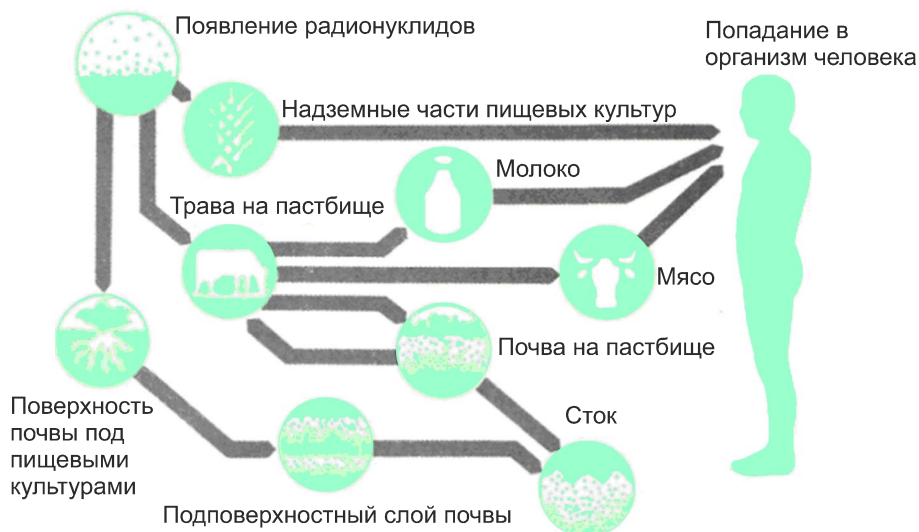 Появление радионуклидов
Попадание в
организм человека
Надземные части пищевых культур
Молоко
Трава на пастбище
Мясо
Почва на пастбище
Поверхность
почвы под
пищевыми
культурами
Сток
Подповерхностный слой почвы